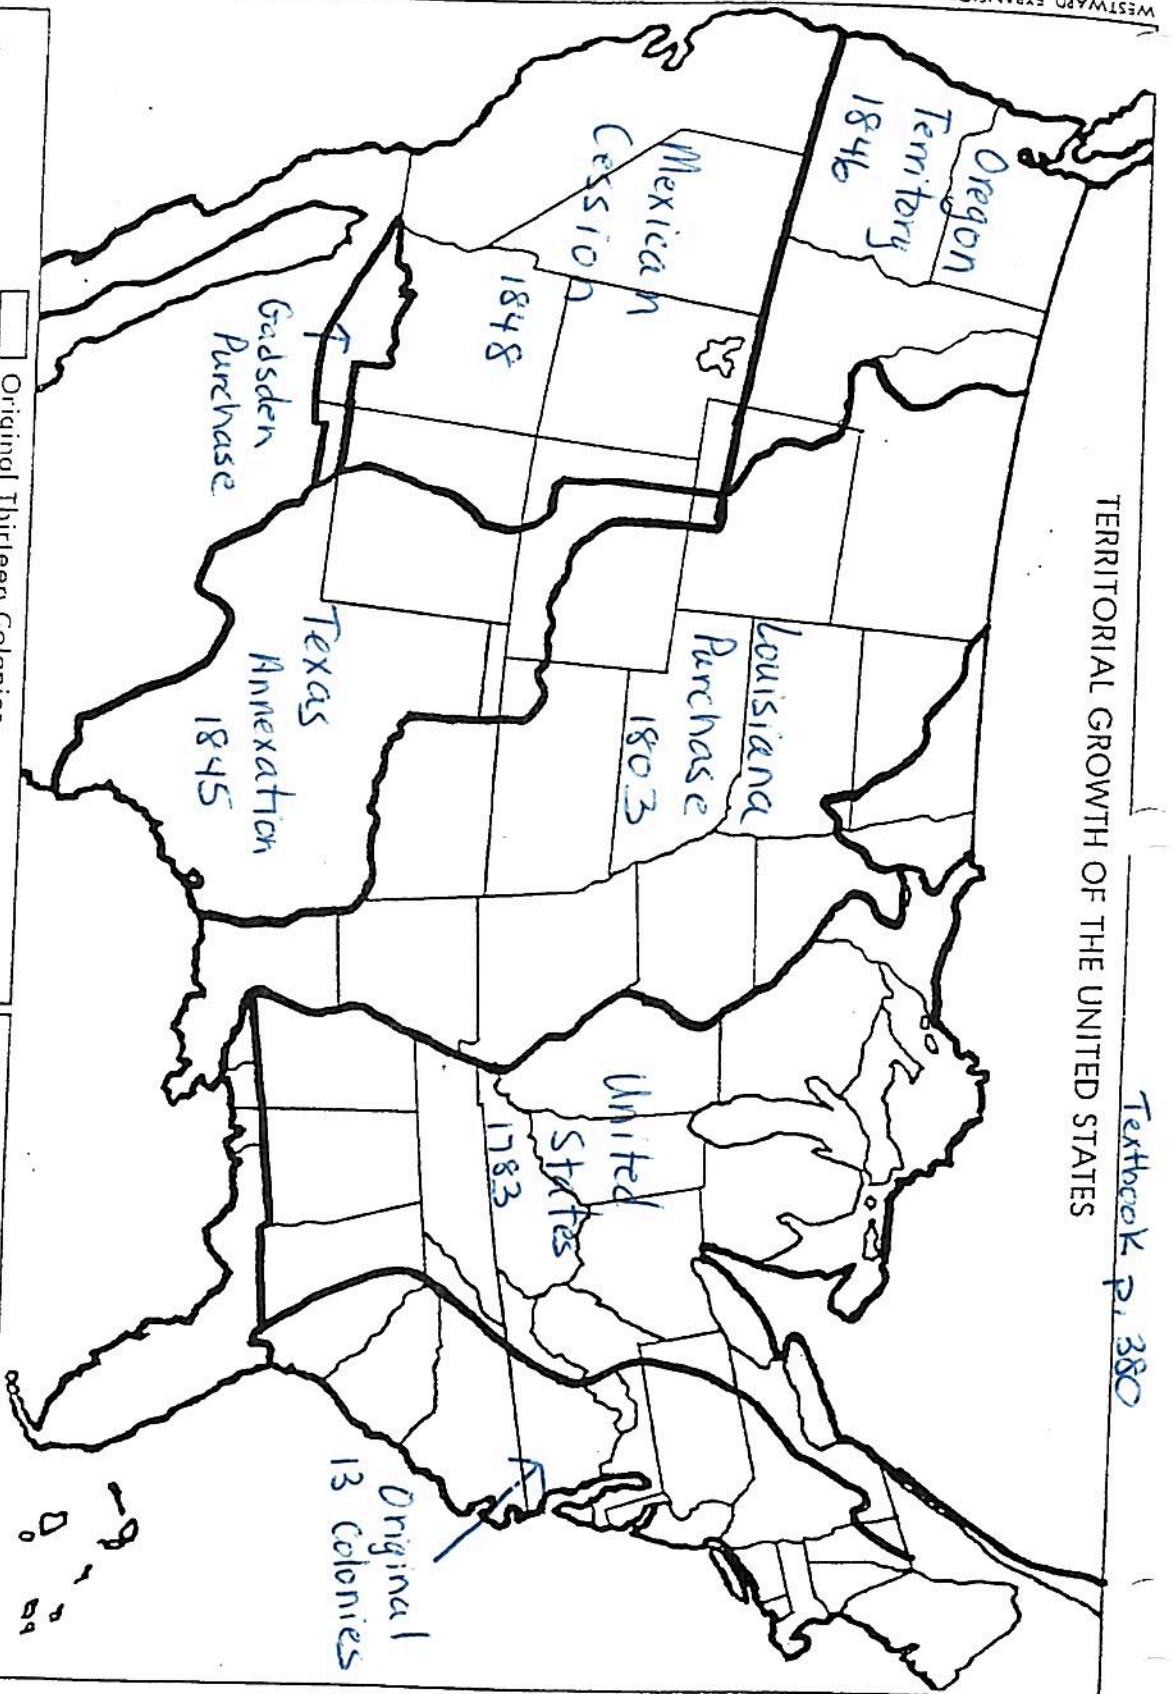 Textbook p. 380
TERRITORIAL GROWTH OF THE UNITED STATES
Oregon
Territory
1846
Mexican
Cession
1848
Gadsden
Purchase
Louisiana
Purchase
1803
Texas
Annexation
1845
United
States
1783
Original
13 Colonies
Original Thirteen Colonies
WESTWARD EXPANSION